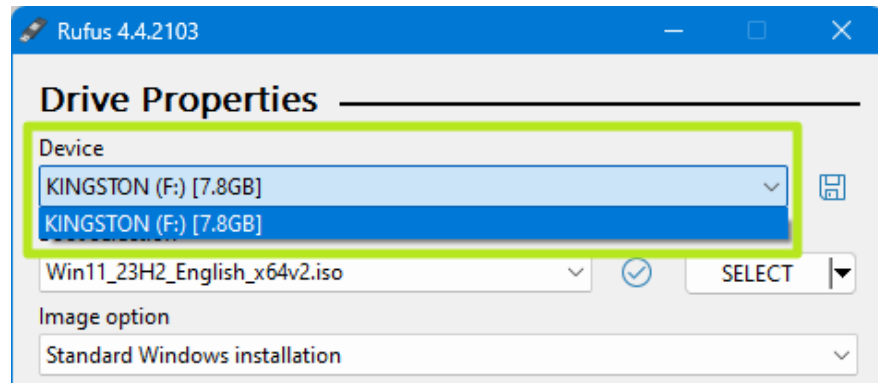 Rufus 4.4.2103
Drive Properties
Device
KINGSTON (F:) [7.8GB]
KINGSTON (F:) [7.8GB]
Win11_23H2_English_x64v2.iso
SELECT
Image option
Standard Windows installation